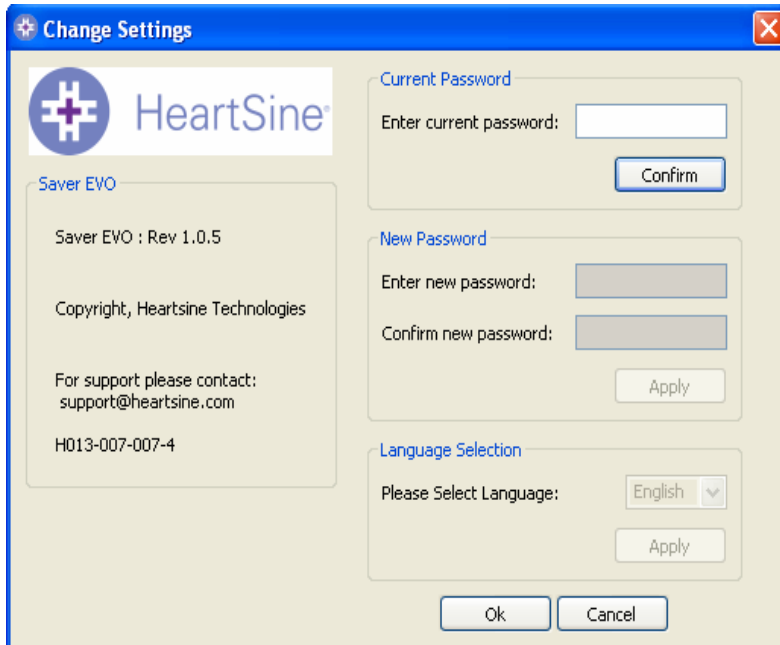 Change Settings
HeartSine®
Saver EVO
Saver EVO : Rev 1.0.5
Copyright, Heartsine Technologies
For support please contact:
support@heartsine.com
H013-007-007-4
Current Password
Enter current password:
Confirm
New Password
Enter new password:
Confirm new password:
Apply
Language Selection
Please Select Language:
English
Apply
Ok
Cancel